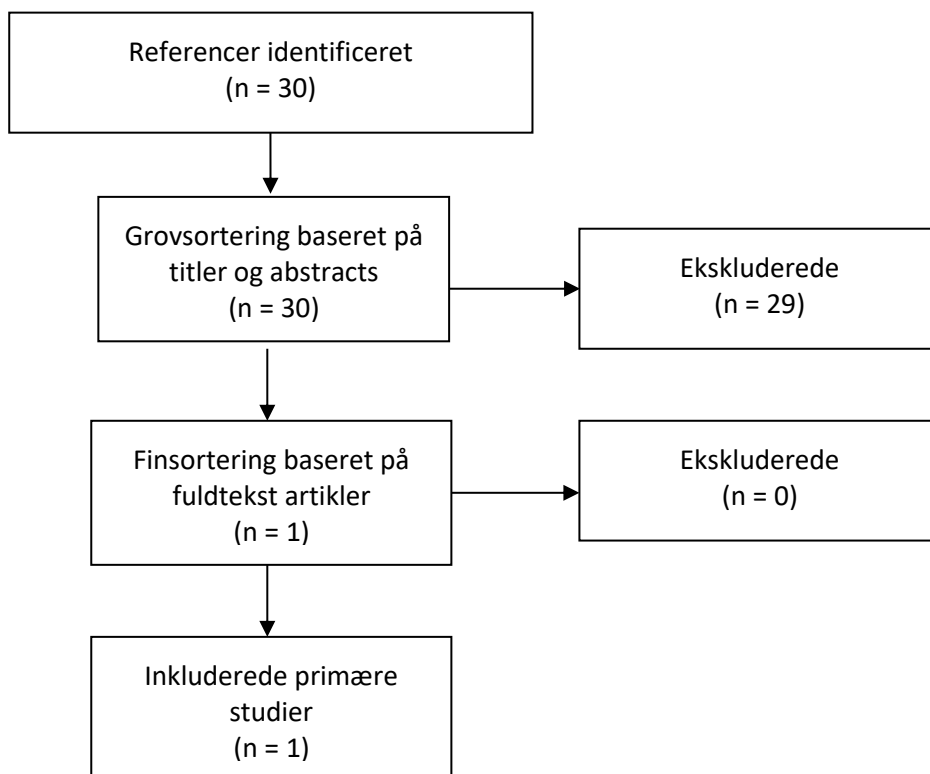 Referencer identificeret
(n = 30)
Grovsortering baseret på
titler og abstracts
(n = 30)
Ekskluderede
(n = 29)
Finsortering baseret på
fuldtekst artikler
(n = 1)
Ekskluderede
(n = 0)
Inkluderede primære
studier
(n = 1)